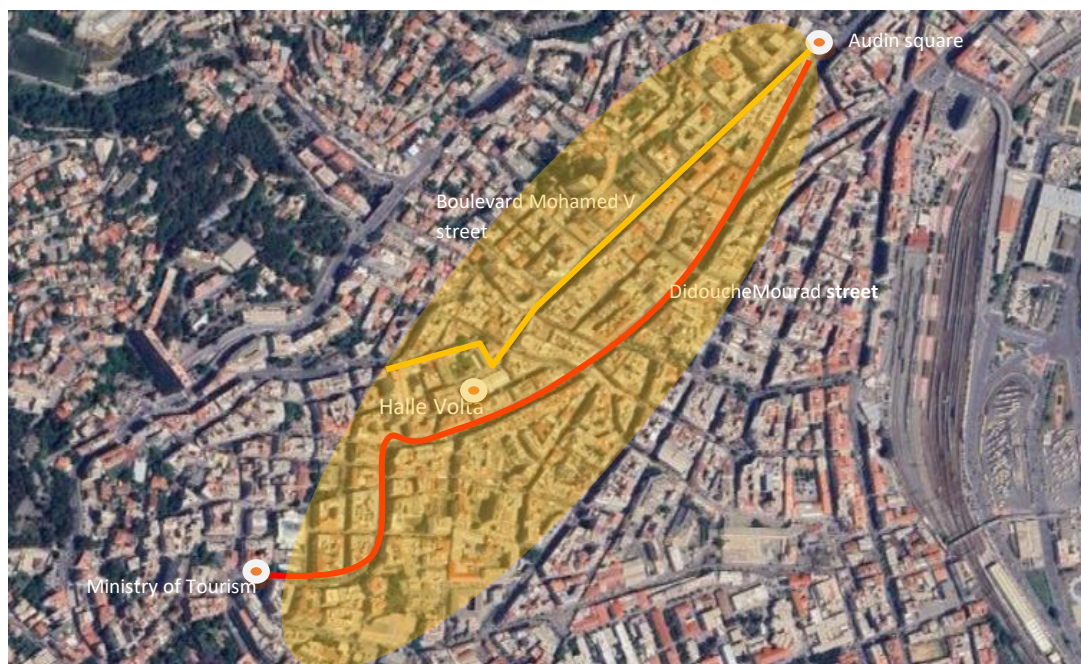 Audin square
Boulevard Mohamed V
street
DidoucheMourad street
Halle Volta
Ministry of Tourism